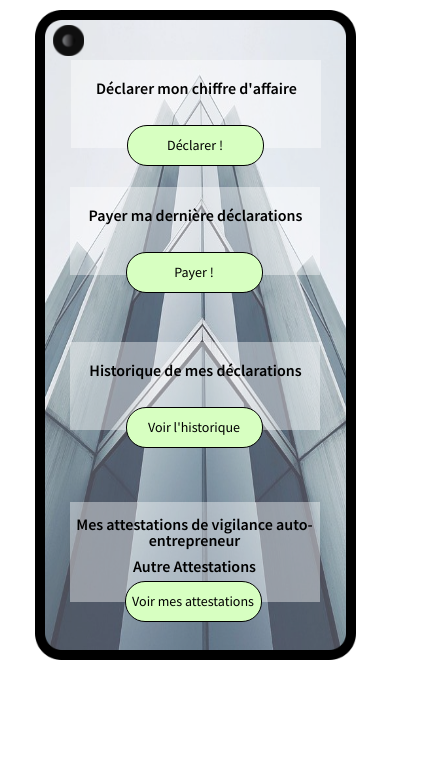 Déclarer mon chiffre d'affaire
Déclarer !
Payer ma dernière déclarations
Payer !
Historique de mes déclarations
Voir l'historique
Mes attestations de vigilance auto-
entrepreneur
Autre Attestations
Voir mes attestations